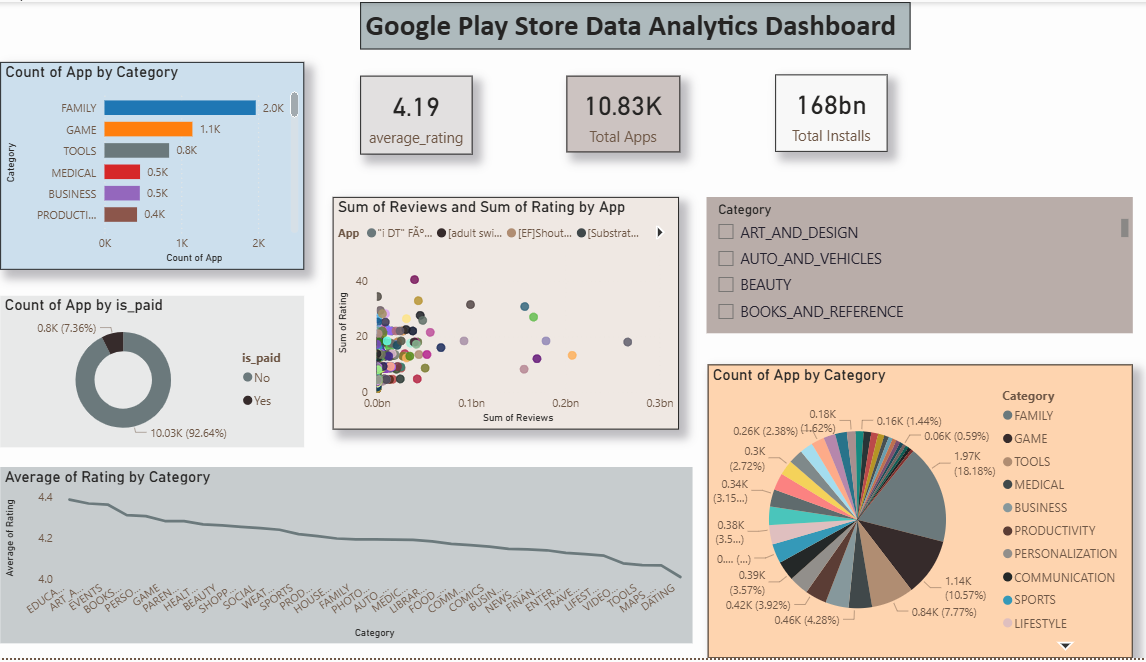 Google Play Store Data Analytics Dashboard
Count of App by Category
Category
FAMILY 2.0K
GAME 1.1K
TOOLS 0.8K
MEDICAL 0.5K
BUSINESS 0.5K
PRODUCTI... 0.4K
0K 1K 2K
Count of App
4.19
average_rating
10.83K
Total Apps
168bn
Total Installs
Count of App by is_paid
0.8K (7.36%)
10.03K (92.64%)
is_paid
No
Yes
Sum of Reviews and Sum of Rating by App
App [adult swi... [EF]Shout... [Substrat...
Sum of Rating
40
20
0
0.0bn 0.1bn 0.2bn 0.3bn
Sum of Reviews
Category
ART_AND_DESIGN
AUTO_AND_VEHICLES
BEAUTY
BOOKS_AND_REFERENCE
Average of Rating by Category
Average of Rating
4.4
4.2
4.0
EDUCA... ART_A... EVENTS BOOKS... PERSO... GAME PAREN... HEALT... BEAUTY SHOPP... SOCIAL WEAT... SPORTS PROD... HOUSE... FAMILY PHOTO... AUTO_... MEDIC... LIBRAR... FOOD_... COMM... COMICS BUSIN... NEWS_... FINAN... ENTER... TRAVE... LIFEST... VIDEO... TOOLS MAPS_... DATING
Category
Count of App by Category
0.18K
(1.62%)
0.16K (1.44%)
0.06K (0.59%)
1.97K
(18.18%)
1.14K
(10.57%)
0.84K (7.77%)
0.46K (4.28%)
0.42K (3.92%)
0.39K
(3.57%)
0.... (...)
0.38K
(3.5...)
0.34K
(3.15...)
0.3K
(2.72%)
0.26K (2.38%)
Category
FAMILY
GAME
TOOLS
MEDICAL
BUSINESS
PRODUCTIVITY
PERSONALIZATION
COMMUNICATION
SPORTS
LIFESTYLE